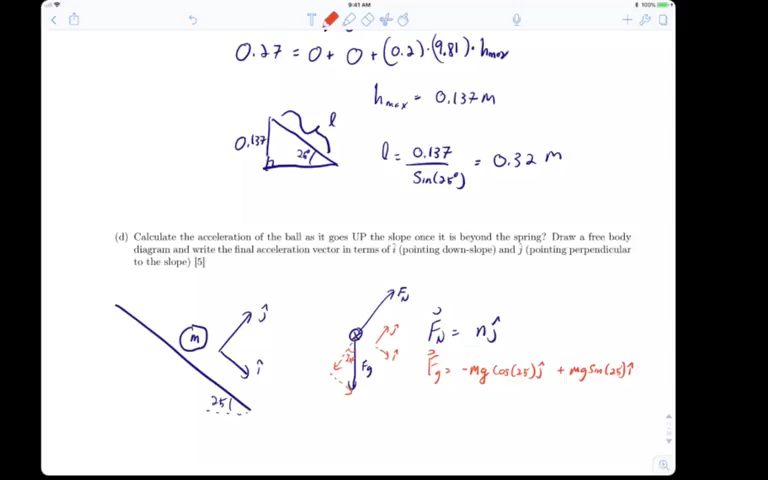 9:41 AM
100%
0.27 = 0 + 0 + (0.2)·(9.81)·hmax
hmax = 0.137 m
0.137
25°
l
l = 0.137 / Sin(25°) = 0.32 m
(d) Calculate the acceleration of the ball as it goes UP the slope once it is beyond the spring? Draw a free body
diagram and write the final acceleration vector in terms of î (pointing down-slope) and ĵ (pointing perpendicular
to the slope) [5]
m
ĵ
î
25
F_N
ĵ
î
Fg
F⃗_N = nĵ
F⃗g = -mg cos(25)ĵ + mg sin(25)î